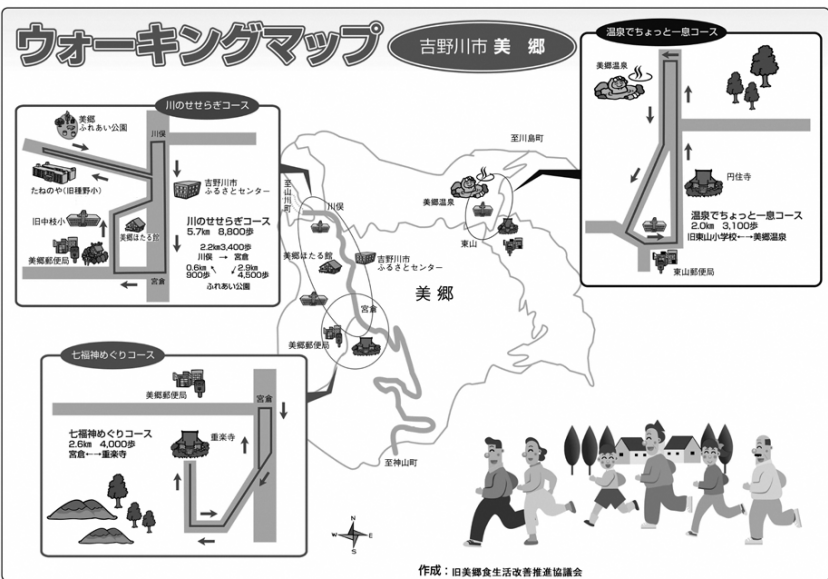 ウォーキングマップ
吉野川市 美 郷
温泉でちょっと一息コース
美郷温泉
円住寺
温泉でちょっと一息コース
2.0km 3,100歩
旧東山小学校←→美郷温泉
東山郵便局
川のせせらぎコース
美郷
ふれあい公園
川俣
たねのや(旧種野小)
吉野川市
ふるさとセンター
旧中枝小
美郷ほたる館
美郷郵便局
宮倉
川のせせらぎコース
5.7km 8,800歩
2.2km3,400歩
川俣 → 宮倉
0.6km ↖ ↙ 2.9km
900歩 4,500歩
ふれあい公園
至川島町
至山川町
川俣
美郷温泉
東山
美郷ほたる館
吉野川市
ふるさとセンター
美 郷
宮倉
美郷郵便局
至神山町
七福神めぐりコース
美郷郵便局
宮倉
七福神めぐりコース
2.6km 4,000歩
宮倉←→重楽寺
重楽寺
N
W E
S
作成:旧美郷食生活改善推進協議会